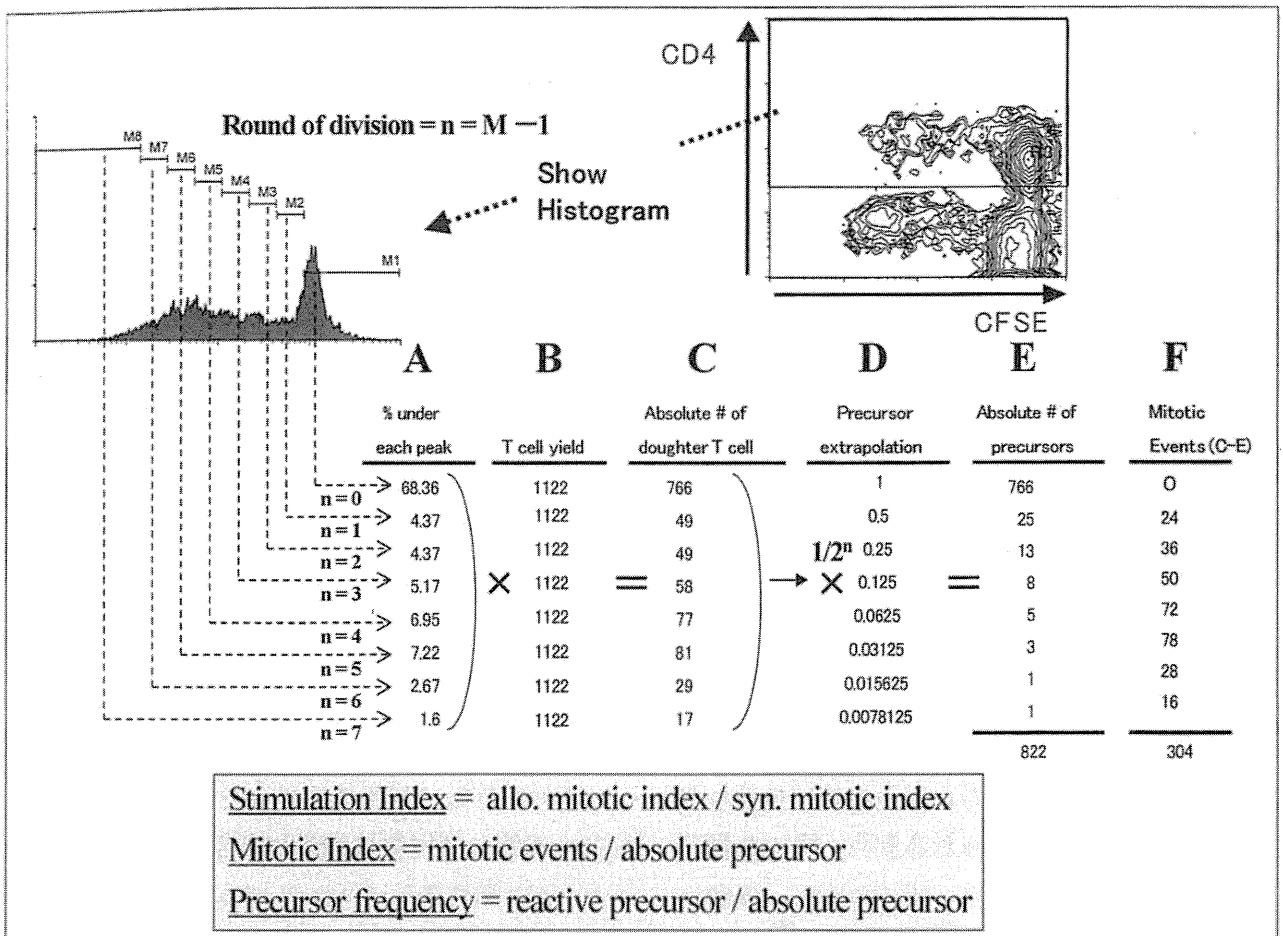 CD4
Round of division = n = M −1
M8
M7
M6
M5
M4
M3
M2
M1
Show
Histogram
CFSE
A B C D E F
% under Absolute # of Precursor Absolute # of Mitotic
each peak T cell yield doughter T cell extrapolation precursors Events (C-E)
n=0 68.36 1122 766 1 766 0
n=1 4.37 1122 49 0.5 25 24
n=2 4.37 1122 49 1/2ⁿ 0.25 13 36
n=3 5.17 × 1122 = 58 → × 0.125 = 8 50
n=4 6.95 1122 77 0.0625 5 72
n=5 7.22 1122 81 0.03125 3 78
n=6 2.67 1122 29 0.015625 1 28
n=7 1.6 1122 17 0.0078125 1 16
822 304
Stimulation Index = allo. mitotic index / syn. mitotic index
Mitotic Index = mitotic events / absolute precursor
Precursor frequency = reactive precursor / absolute precursor